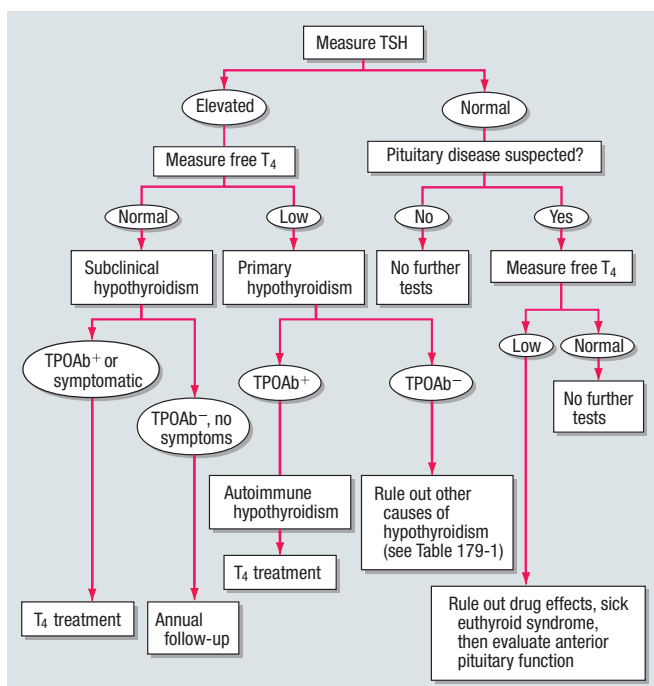 Measure TSH
Elevated
Normal
Measure free T₄
Pituitary disease suspected?
Normal
Low
No
Yes
Subclinical
hypothyroidism
Primary
hypothyroidism
No further
tests
Measure free T₄
TPOAb⁺ or
symptomatic
TPOAb⁻, no
symptoms
TPOAb⁺
TPOAb⁻
Low
Normal
No further
tests
Autoimmune
hypothyroidism
Rule out other
causes of
hypothyroidism
(see Table 179-1)
T₄ treatment
T₄ treatment
Annual
follow-up
Rule out drug effects, sick
euthyroid syndrome,
then evaluate anterior
pituitary function